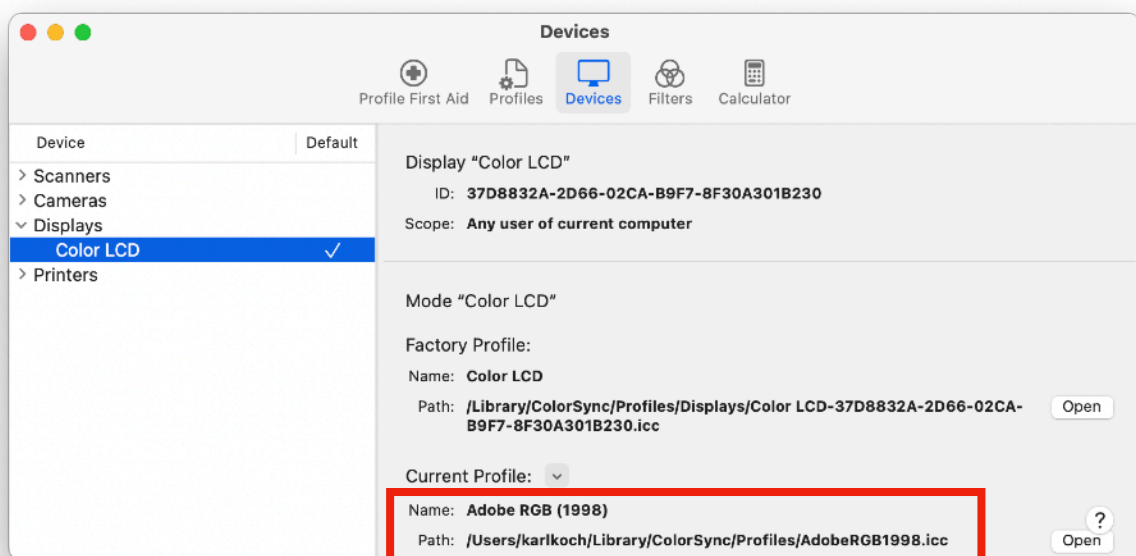 Devices
Profile First Aid
Profiles
Devices
Filters
Calculator
Device Default
Scanners
Cameras
Displays
Color LCD
Printers
Display “Color LCD”
ID: 37D8832A-2D66-02CA-B9F7-8F30A301B230
Scope: Any user of current computer
Mode “Color LCD”
Factory Profile:
Name: Color LCD
Path: /Library/ColorSync/Profiles/Displays/Color LCD-37D8832A-2D66-02CA-
B9F7-8F30A301B230.icc
Open
Current Profile:
Name: Adobe RGB (1998)
?
Path: /Users/karlkoch/Library/ColorSync/Profiles/AdobeRGB1998.icc
Open